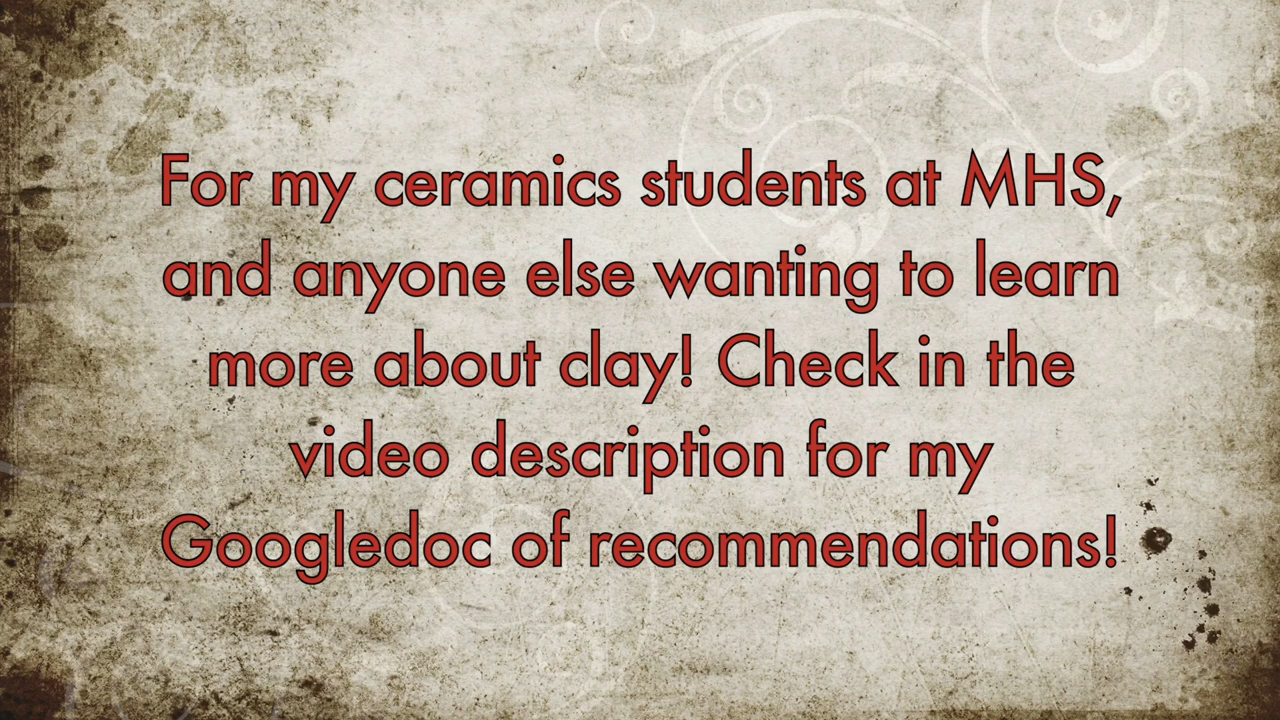 For my ceramics students at MHS,
and anyone else wanting to learn
more about clay! Check in the
video description for my
Googledoc of recommendations!